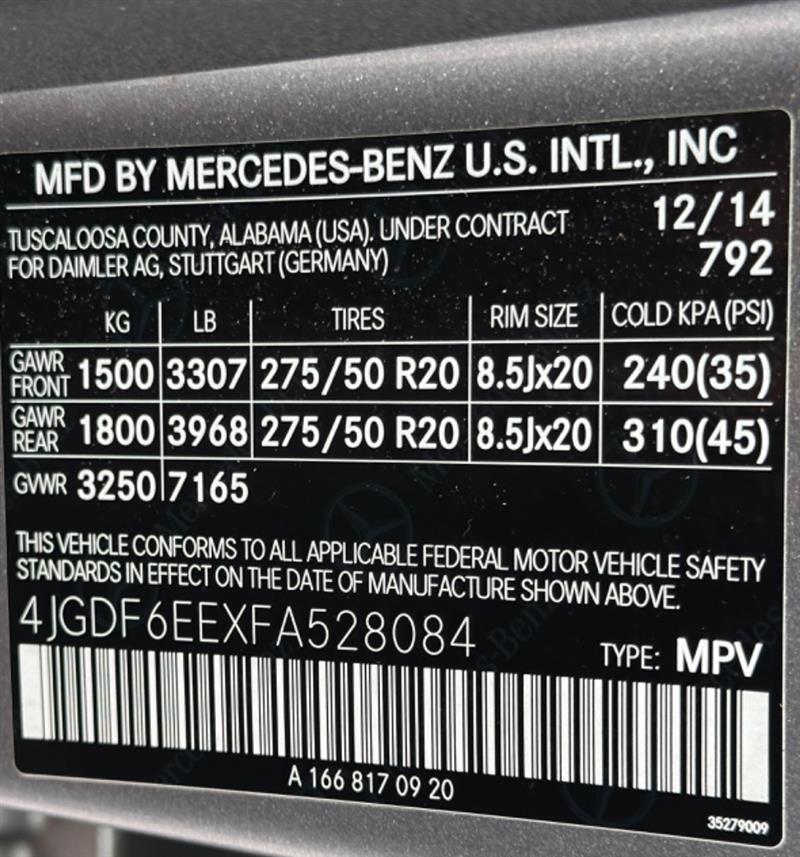 MFD BY MERCEDES-BENZ U.S. INTL., INC
TUSCALOOSA COUNTY, ALABAMA (USA). UNDER CONTRACT 12/14
FOR DAIMLER AG, STUTTGART (GERMANY) 792
KG LB TIRES RIM SIZE COLD KPA (PSI)
GAWR FRONT 1500 3307 275/50 R20 8.5Jx20 240(35)
GAWR REAR 1800 3968 275/50 R20 8.5Jx20 310(45)
GVWR 3250 7165
THIS VEHICLE CONFORMS TO ALL APPLICABLE FEDERAL MOTOR VEHICLE SAFETY
STANDARDS IN EFFECT ON THE DATE OF MANUFACTURE SHOWN ABOVE.
4JGDF6EEXFA528084
TYPE: MPV
A 166 817 09 20
35279009